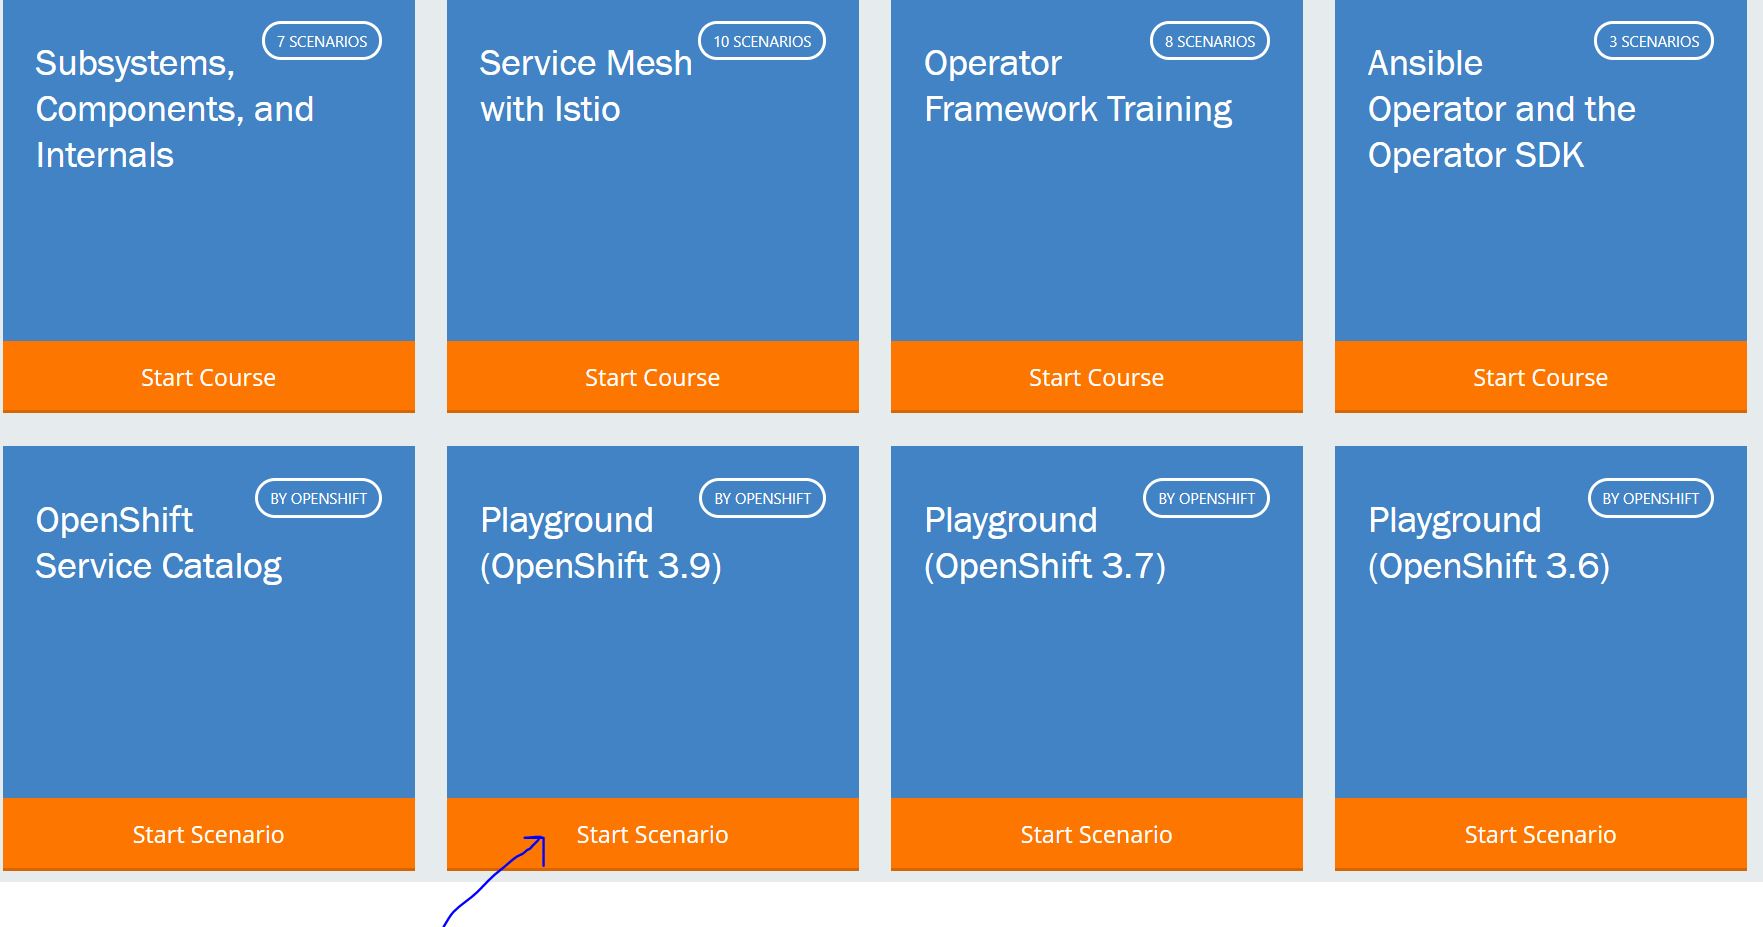 7 SCENARIOS
Subsystems,
Components, and
Internals
Start Course
10 SCENARIOS
Service Mesh
with Istio
Start Course
8 SCENARIOS
Operator
Framework Training
Start Course
3 SCENARIOS
Ansible
Operator and the
Operator SDK
Start Course
BY OPENSHIFT
OpenShift
Service Catalog
Start Scenario
BY OPENSHIFT
Playground
(OpenShift 3.9)
Start Scenario
BY OPENSHIFT
Playground
(OpenShift 3.7)
Start Scenario
BY OPENSHIFT
Playground
(OpenShift 3.6)
Start Scenario